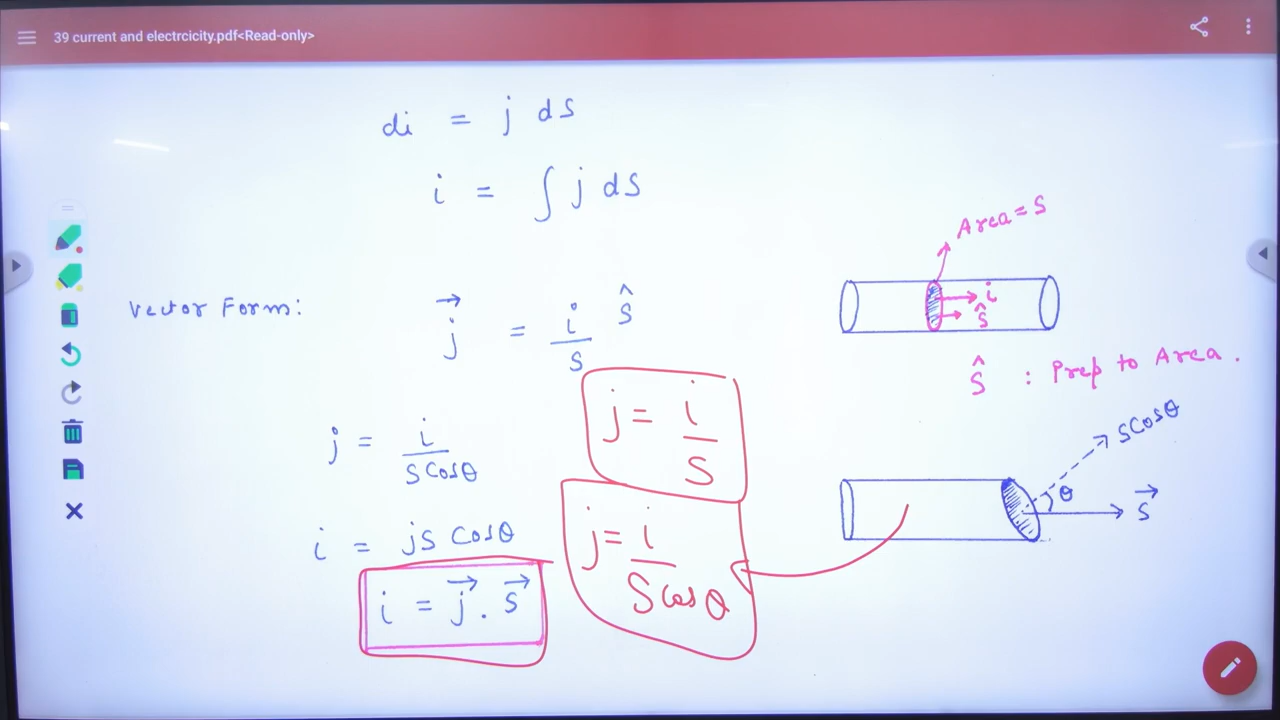 39 current and electrcicity.pdf<Read-only>
di = j ds
i = ∫ j ds
Area = S
i
ŝ
Vector Form:
j⃗ = i/S ŝ
ŝ : Prep to Area.
j = i/S
j = i/S Cosθ
S Cosθ
θ
S⃗
i = jS Cosθ
j = i/S Cosθ
i = j⃗ . S⃗